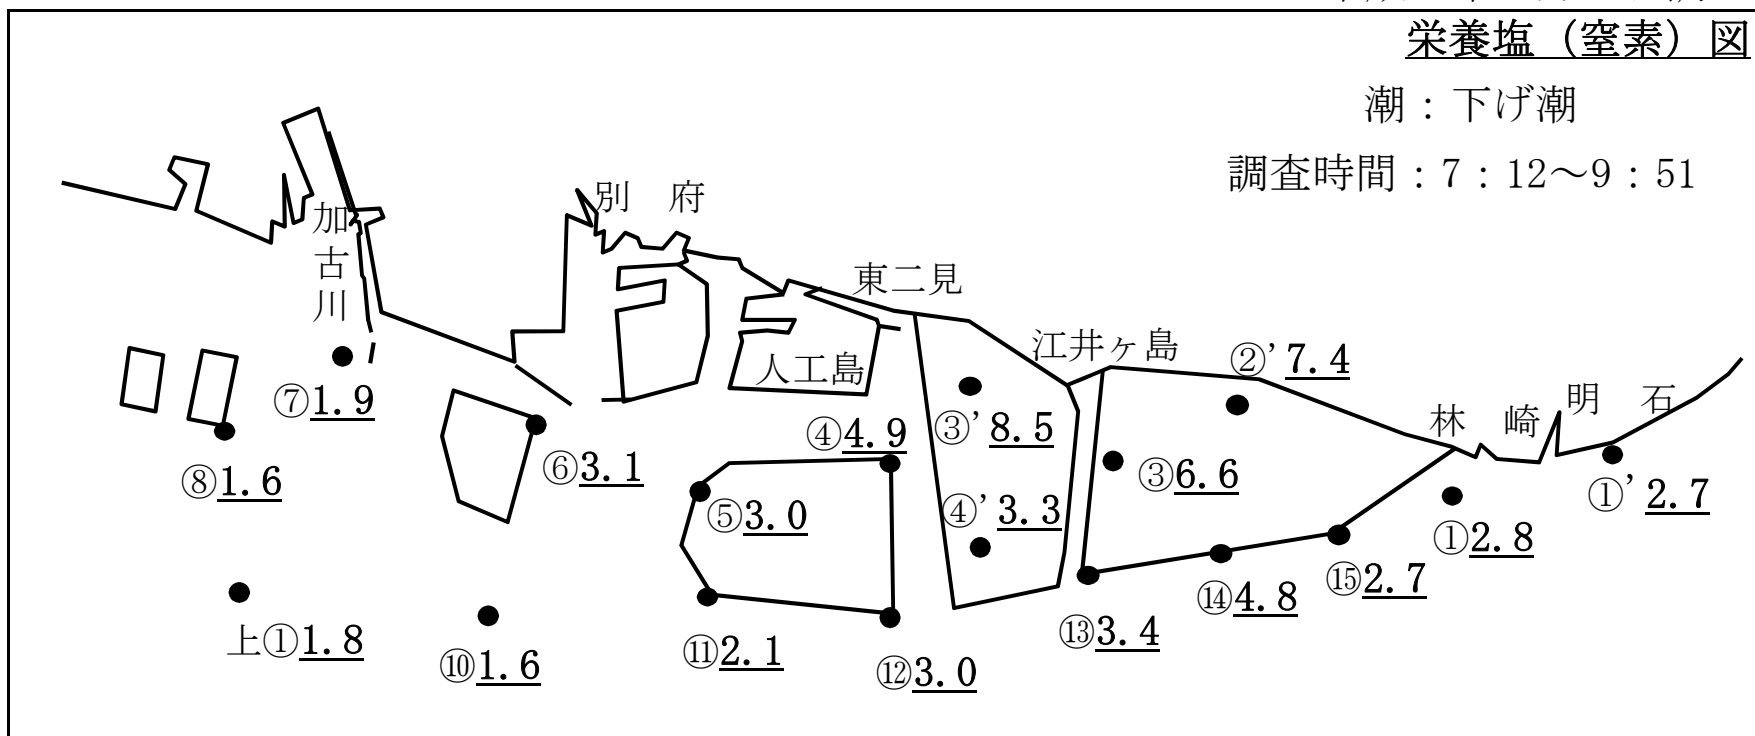 栄養塩（窒素）図
潮：下げ潮
調査時間：7：12～9：51
加古川
別　府
東二見
人工島
江井ヶ島
林　崎
明　石
②’7.4
⑦1.9
③’8.5
④4.9
⑥3.1
③6.6
⑧1.6
①’2.7
⑤3.0
④’3.3
①2.8
⑮2.7
⑭4.8
⑬3.4
上①1.8
⑩1.6
⑪2.1
⑫3.0